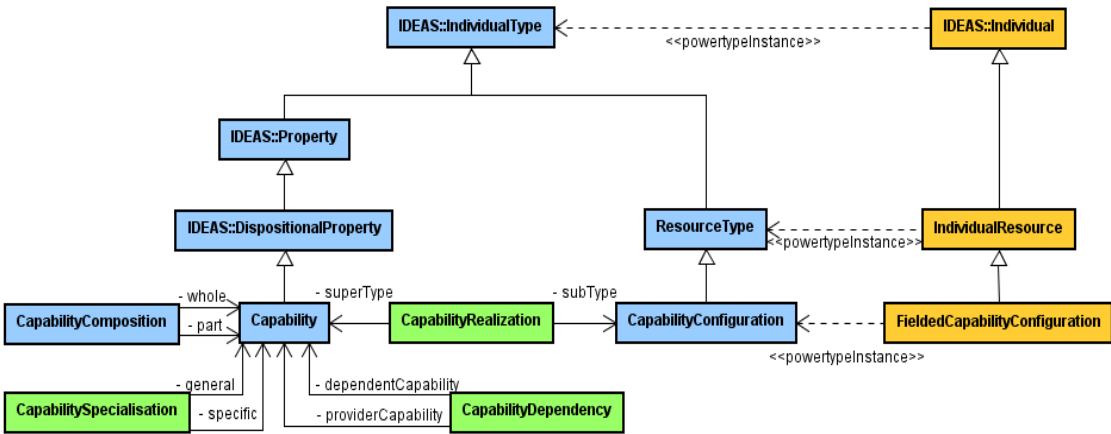 IDEAS::IndividualType
IDEAS::Individual
<<powertypeInstance>>
IDEAS::Property
IDEAS::DispositionalProperty
ResourceType
IndividualResource
<<powertypeInstance>>
- whole
- superType
- subType
CapabilityComposition
Capability
CapabilityRealization
CapabilityConfiguration
FieldedCapabilityConfiguration
- part
<<powertypeInstance>>
- general
- dependentCapability
CapabilitySpecialisation
- specific
- providerCapability
CapabilityDependency